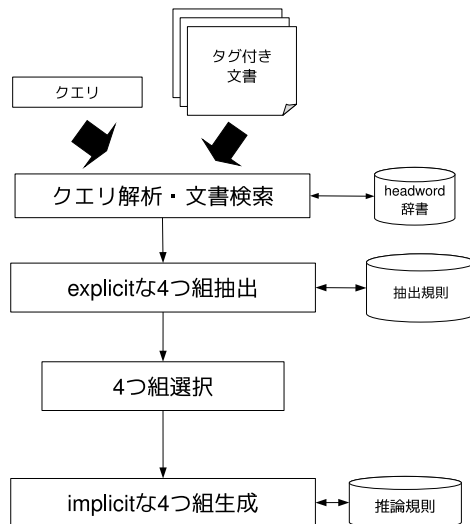 タグ付き
文書
クエリ
クエリ解析・文書検索
headword
辞書
explicitな4つ組抽出
抽出規則
4つ組選択
implicitな4つ組生成
推論規則